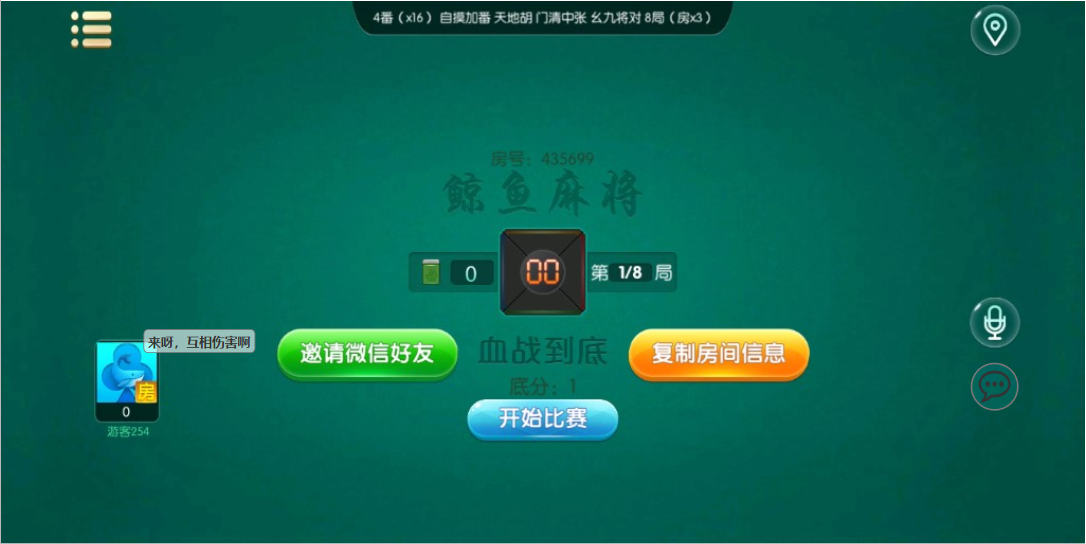 4番（x16） 自摸加番 天地胡 门清中张 幺九将对 8局（房x3）
房号：435699
鲸鱼麻将
0
00
第 1/8 局
来呀，互相伤害啊
邀请微信好友
血战到底
复制房间信息
房
底分：1
0
开始比赛
游客254